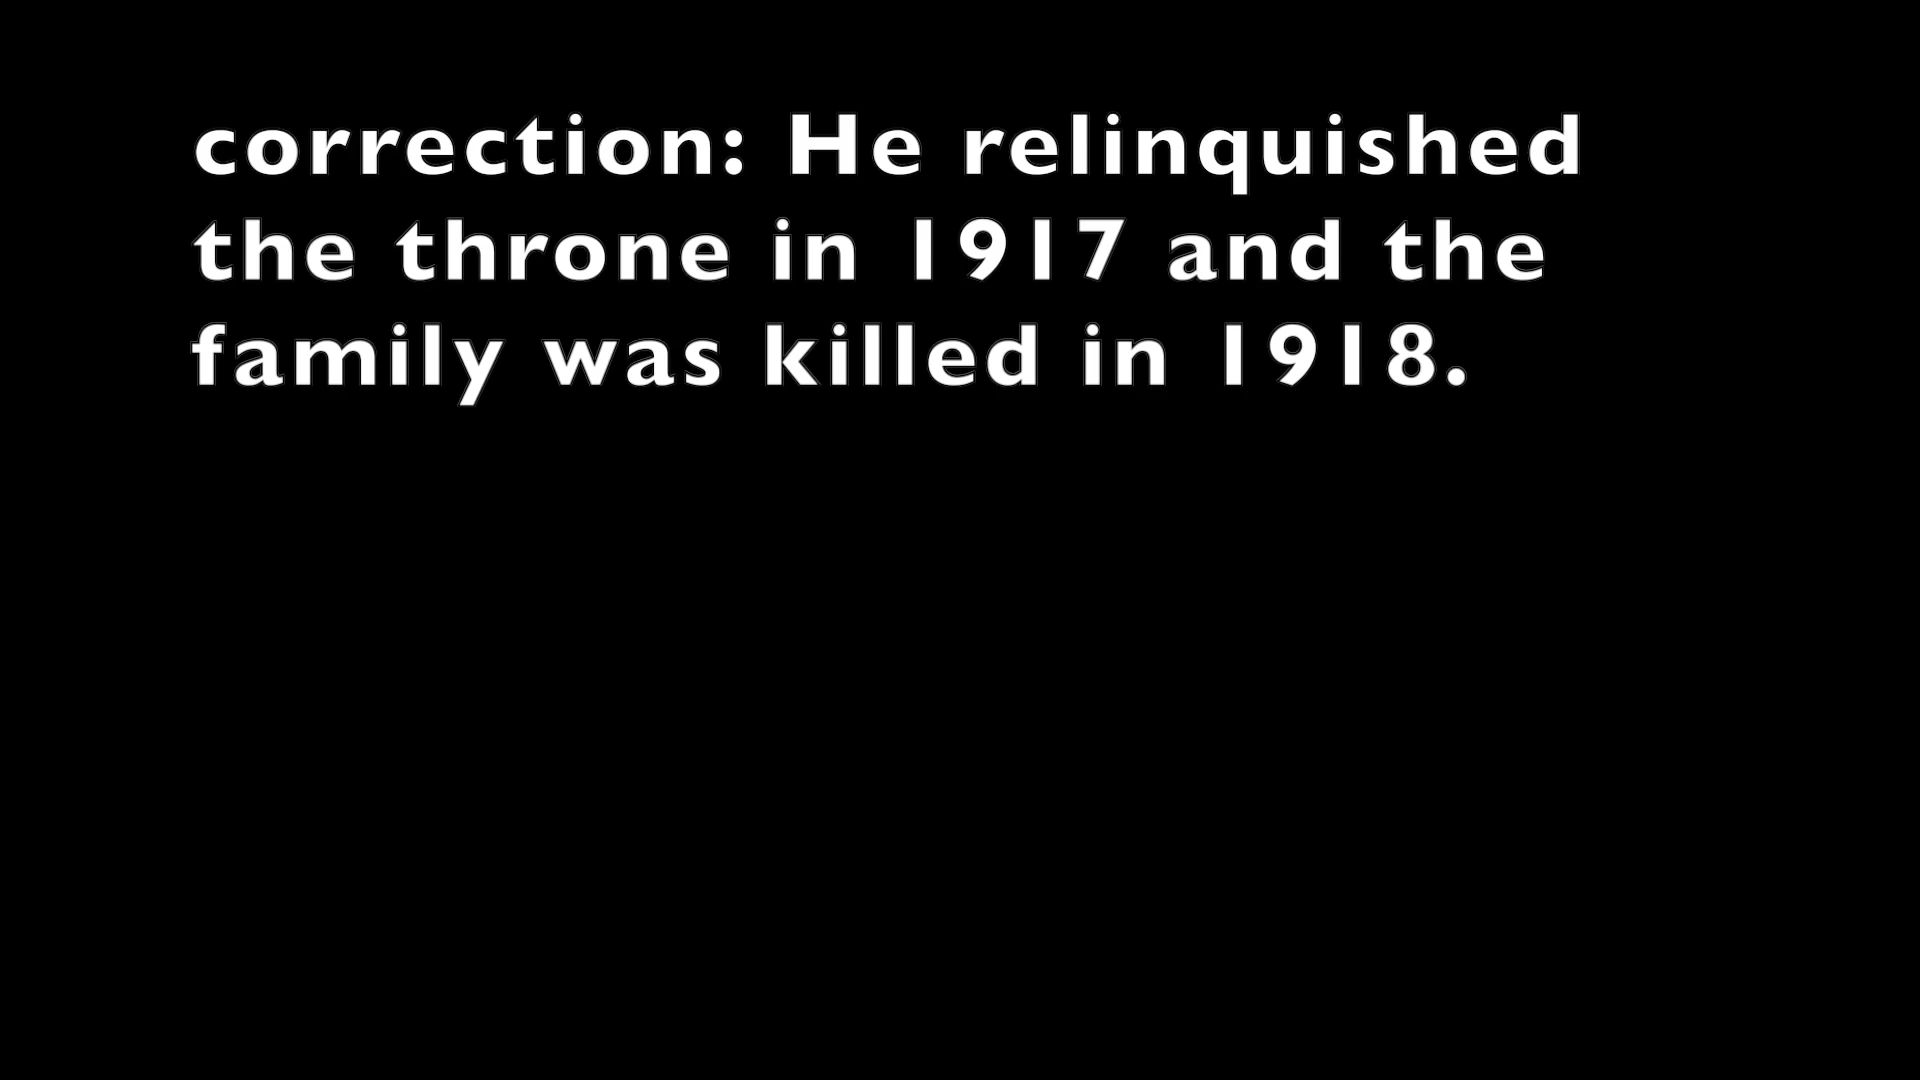 correction: He relinquished
the throne in 1917 and the
family was killed in 1918.